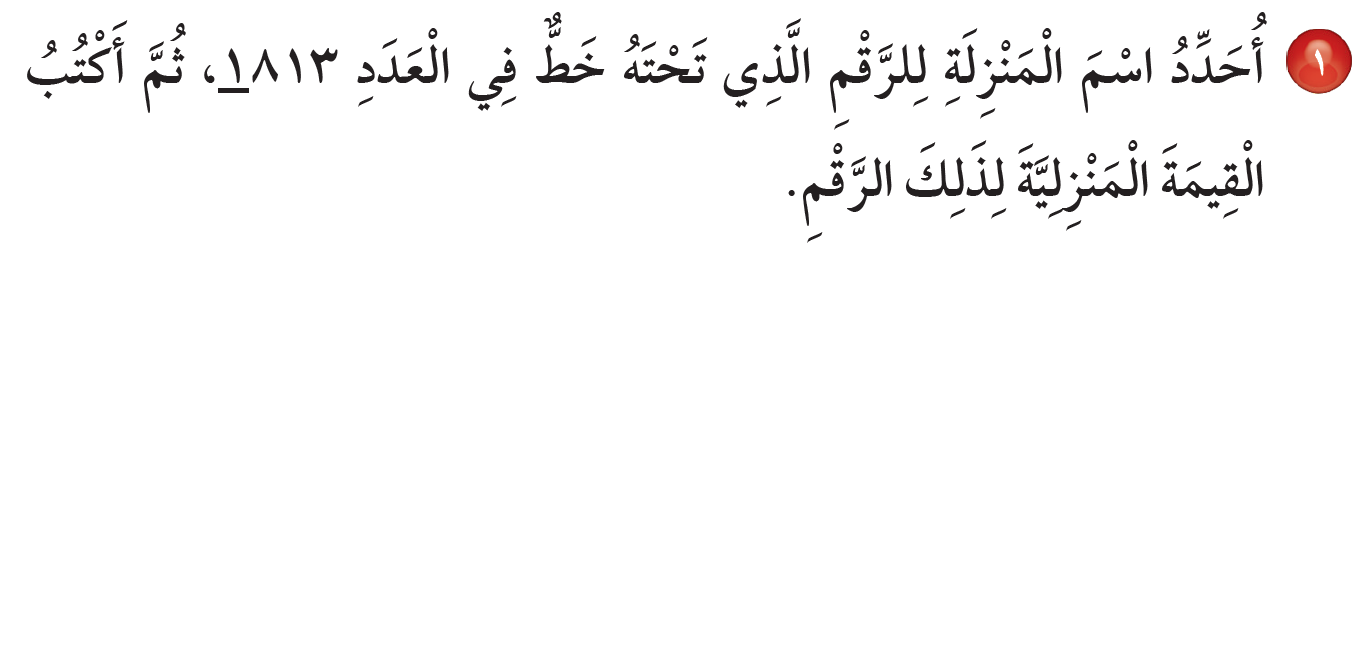 ١ أُحَدِّدُ اسْمَ الْمَنْزِلَةِ لِلرَّقْمِ الَّذِي تَحْتَهُ خَطٌّ فِي الْعَدَدِ ١٨١٣، ثُمَّ أَكْتُبُ
الْقِيمَةَ الْمَنْزِلِيَّةَ لِذَلِكَ الرَّقْمِ.